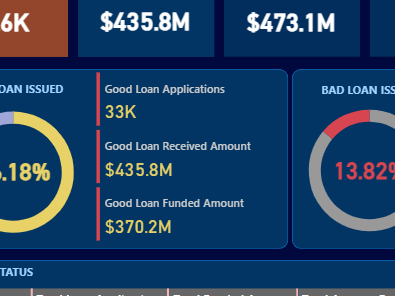 6K $435.8M $473.1M
OAN ISSUED
.18%
Good Loan Applications
33K
Good Loan Received Amount
$435.8M
Good Loan Funded Amount
$370.2M
BAD LOAN ISS
13.82%
TATUS